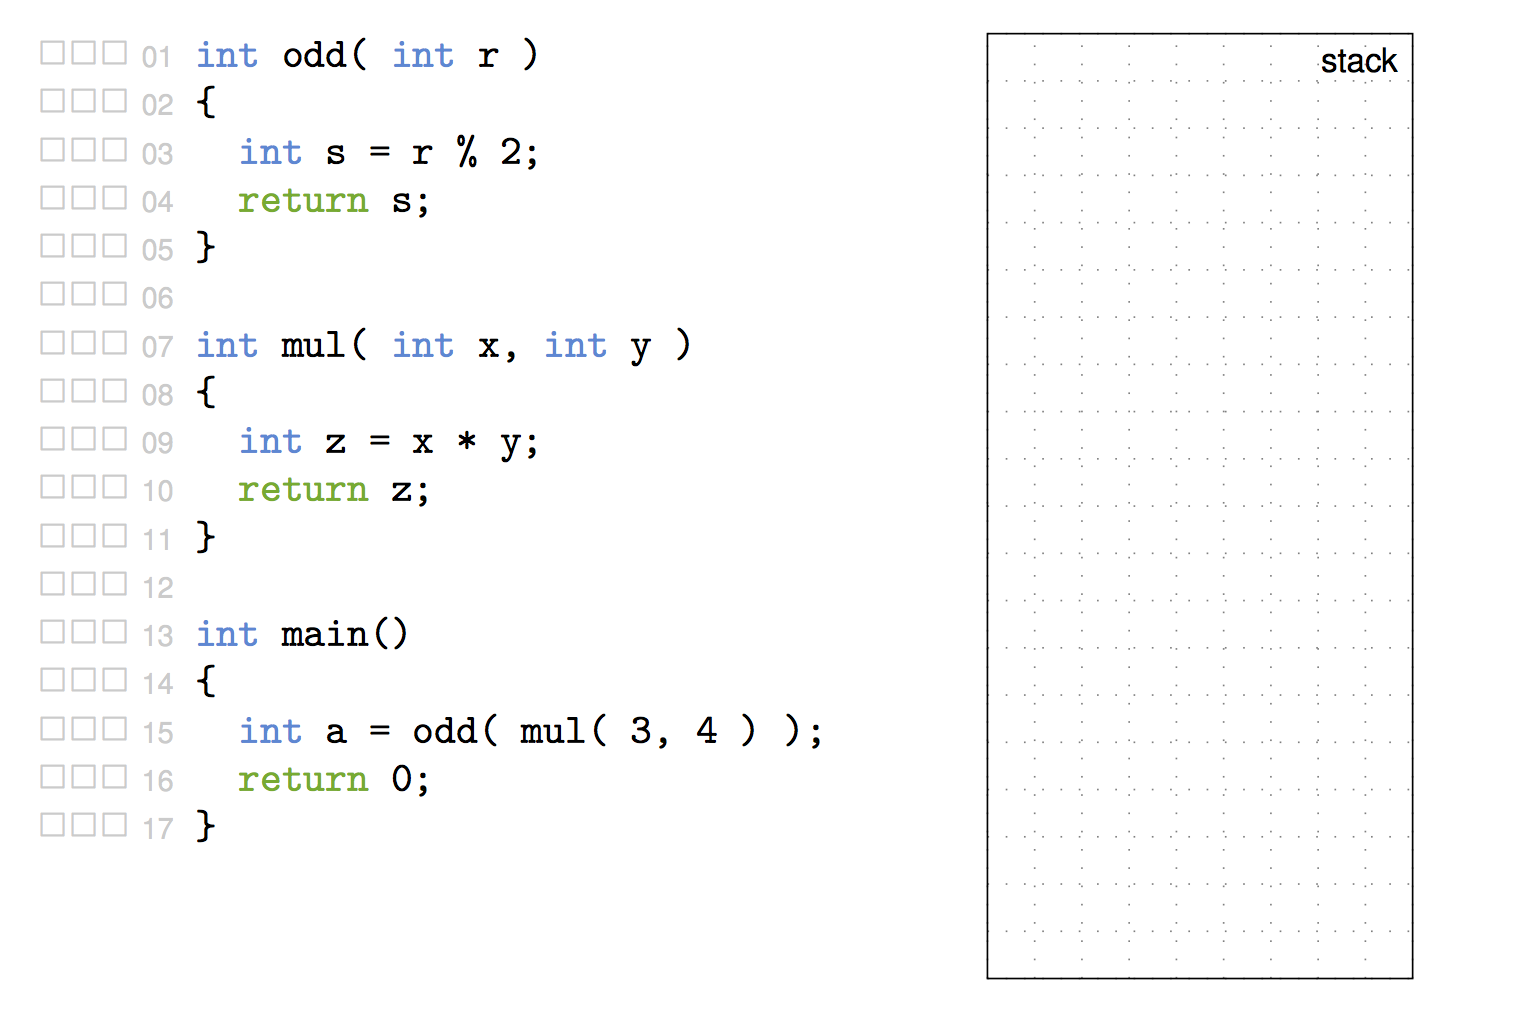 □□□ 01 int odd( int r )
□□□ 02 {
□□□ 03   int s = r % 2;
□□□ 04   return s;
□□□ 05 }
□□□ 06
□□□ 07 int mul( int x, int y )
□□□ 08 {
□□□ 09   int z = x * y;
□□□ 10   return z;
□□□ 11 }
□□□ 12
□□□ 13 int main()
□□□ 14 {
□□□ 15   int a = odd( mul( 3, 4 ) );
□□□ 16   return 0;
□□□ 17 }
stack